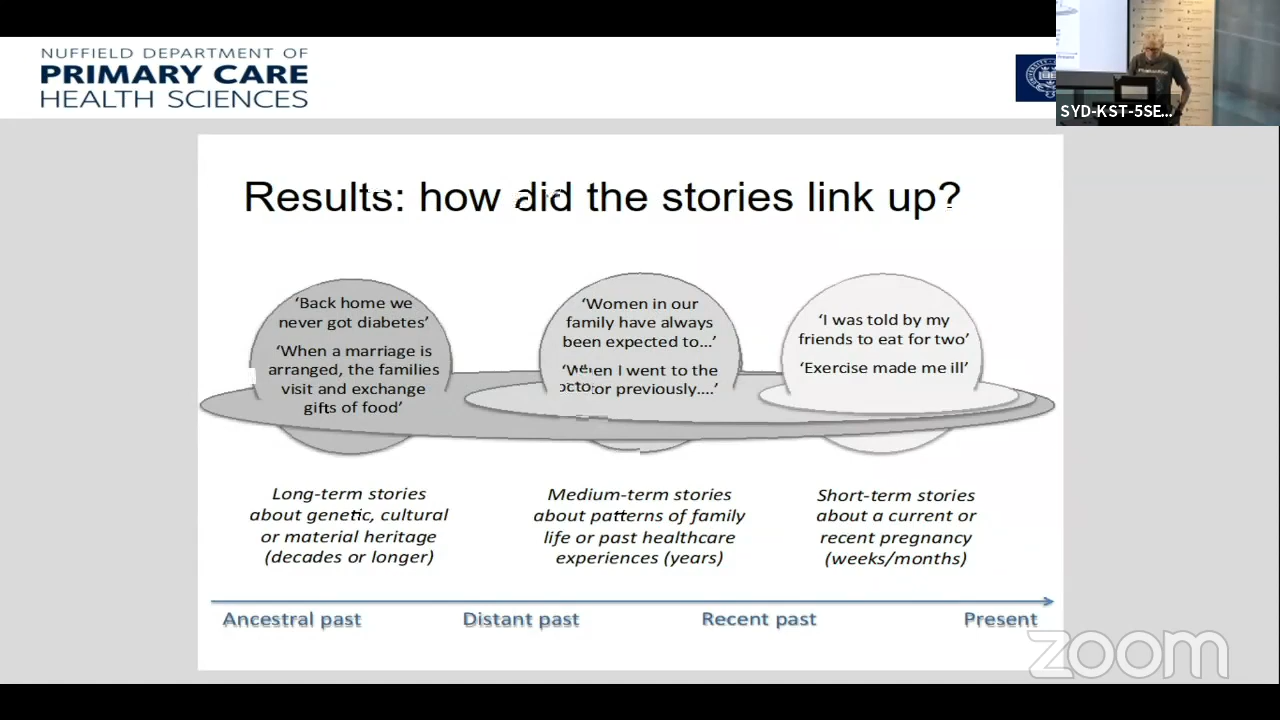 NUFFIELD DEPARTMENT OF
PRIMARY CARE
HEALTH SCIENCES
SYD-KST-5SE...
Results: how did the stories link up?
‘Back home we
never got diabetes’
‘When a marriage is
arranged, the families
visit and exchange
gifts of food’
‘Women in our
family have always
been expected to...’
‘When I went to the
doctor previously....’
‘I was told by my
friends to eat for two’
‘Exercise made me ill’
Long-term stories
about genetic, cultural
or material heritage
(decades or longer)
Medium-term stories
about patterns of family
life or past healthcare
experiences (years)
Short-term stories
about a current or
recent pregnancy
(weeks/months)
Ancestral past
Distant past
Recent past
Present
zoom